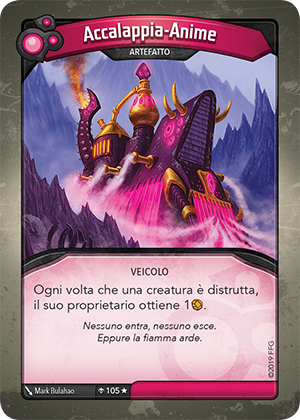 Accalappia-Anime
ARTEFATTO
VEICOLO
Ogni volta che una creatura è distrutta,
il suo proprietario ottiene 1.
Nessuno entra, nessuno esce.
Eppure la fiamma arde.
Mark Bulahao
105 ★
©2019 FFG